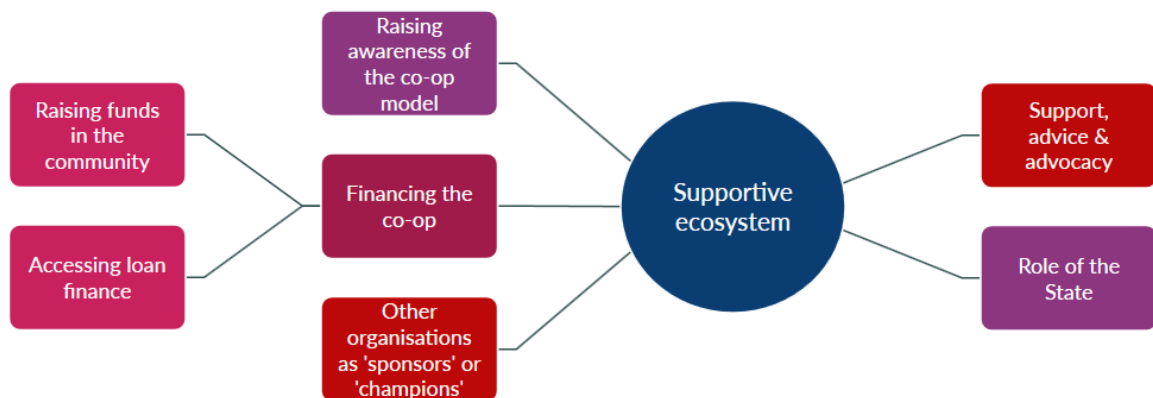 Raising
awareness of
the co-op
model
Raising funds
in the
community
Financing the
co-op
Accessing loan
finance
Other
organisations
as 'sponsors' or
'champions'
Supportive
ecosystem
Support,
advice &
advocacy
Role of the
State